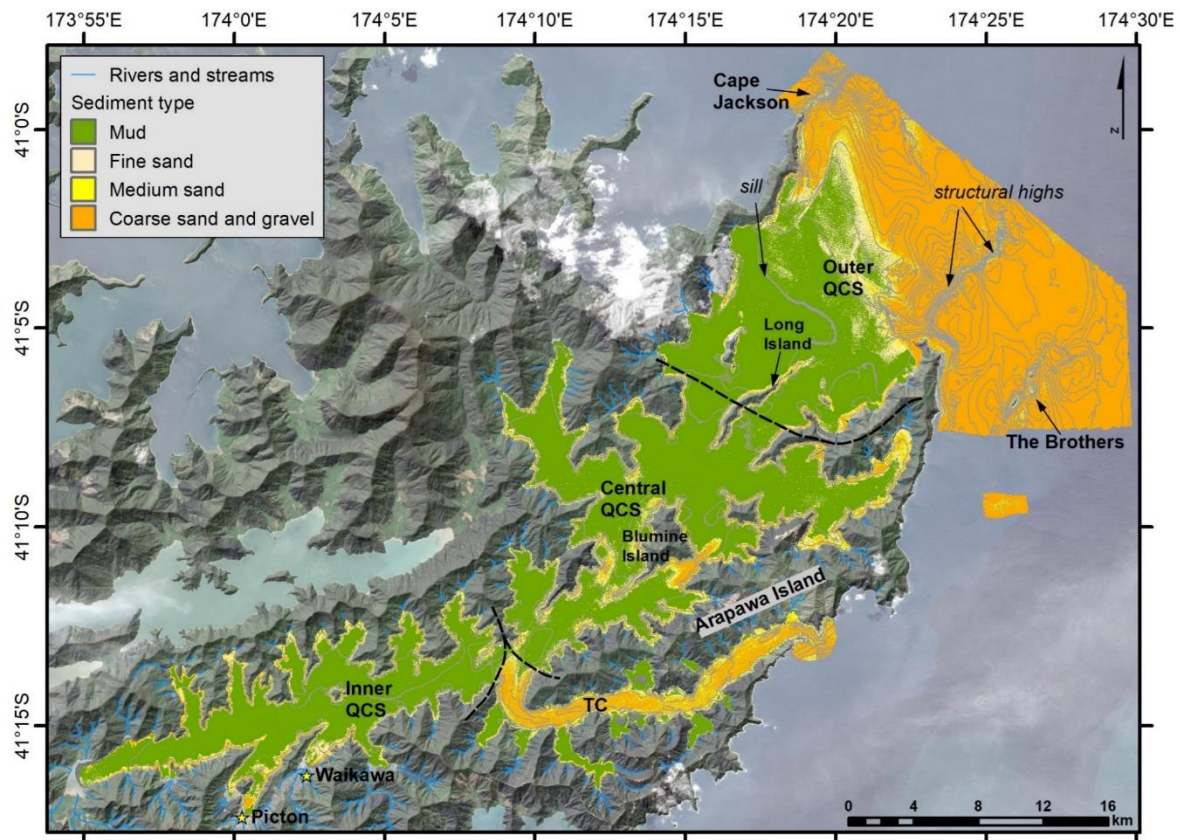 173°55'E 174°0'E 174°5'E 174°10'E 174°15'E 174°20'E 174°25'E 174°30'E
Rivers and streams
Sediment type
Mud
Fine sand
Medium sand
Coarse sand and gravel
Cape
Jackson
z
41°0'S
sill
structural highs
Outer
QCS
41°5'S
Long
Island
The Brothers
Central
QCS
41°10'S
Blumine
Island
Arapawa Island
Inner
QCS
TC
41°15'S
Waikawa
Picton
0 2 4 8 12 16
km